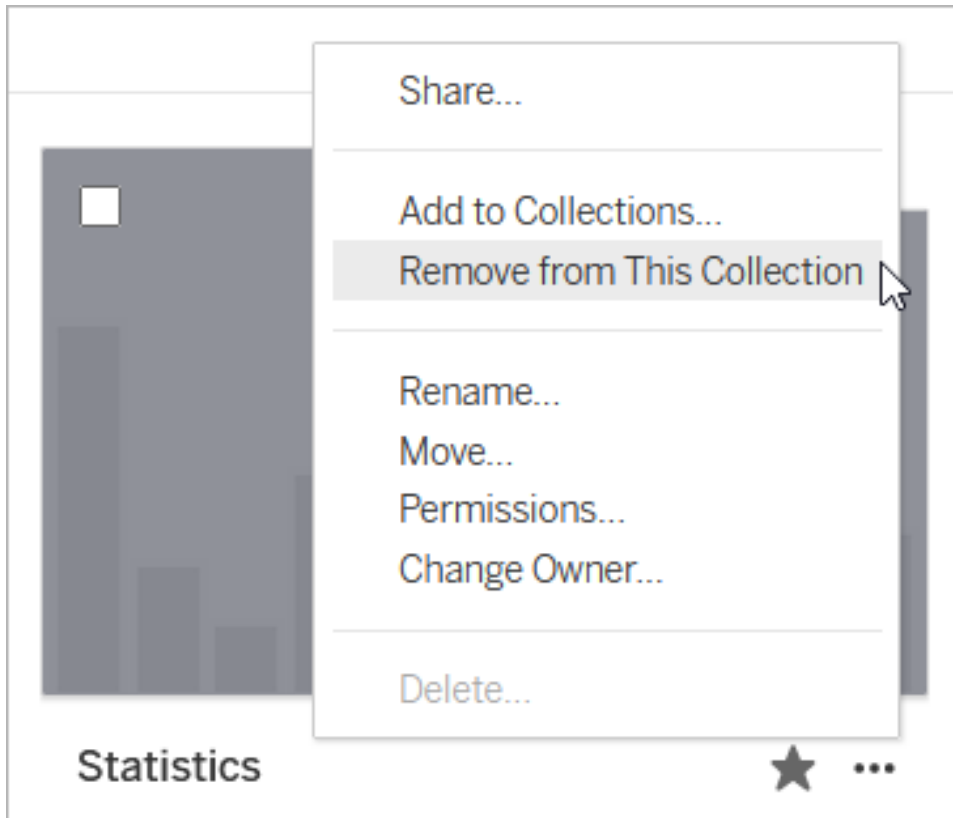 Share...
Add to Collections...
Remove from This Collection
Rename...
Move...
Permissions...
Change Owner...
Delete...
Statistics